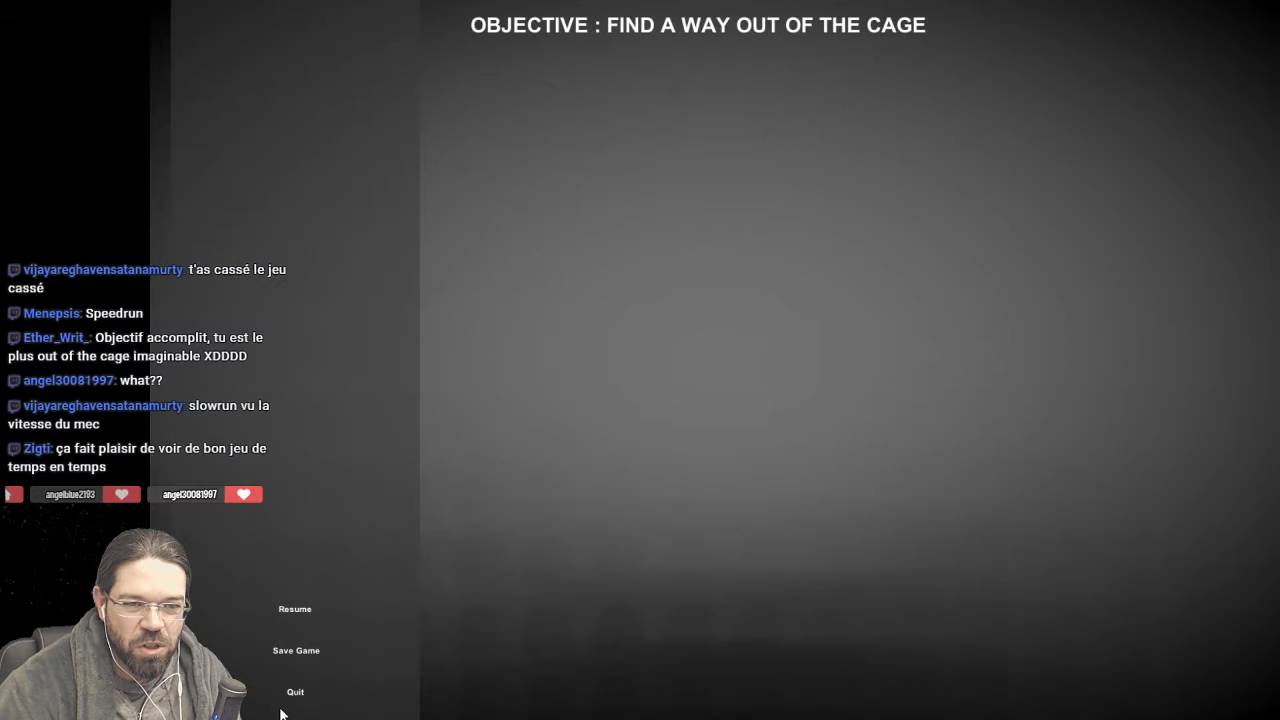 OBJECTIVE : FIND A WAY OUT OF THE CAGE
vijayareghavensatanamurty: t'as cassé le jeu
cassé
Menepsis: Speedrun
Ether_Writ_: Objectif accomplit, tu est le
plus out of the cage imaginable XDDDD
angel30081997: what??
vijayareghavensatanamurty: slowrun vu la
vitesse du mec
Zigti: ça fait plaisir de voir de bon jeu de
temps en temps
angelblue2193 angel30081997
Resume
Save Game
Quit